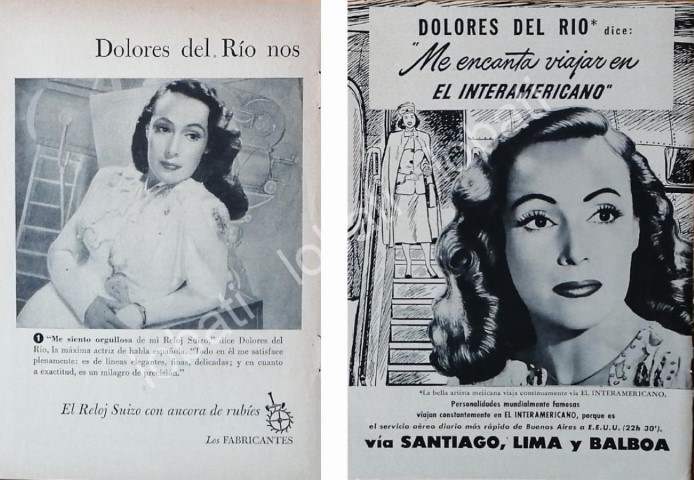 Dolores del Río nos
❶ "Me siento orgullosa de mi Reloj Suizo," dice Dolores del
Río, la máxima actriz de habla española. "Todo en él me satisface
plenamente: es de líneas elegantes, finas, delicadas; y en cuanto
a exactitud, es un milagro de precisión."
El Reloj Suizo con ancora de rubíes
Los FABRICANTES
DOLORES DEL RIO* dice:
"Me encanta viajar en
EL INTERAMERICANO"
*La bella artista mejicana viaja continuamente vía EL INTERAMERICANO.
Personalidades mundialmente famosas
viajan constantemente en EL INTERAMERICANO, porque es
el servicio aéreo diario más rápido de Buenos Aires a E.E.U.U. (22h 30').
vía SANTIAGO, LIMA y BALBOA